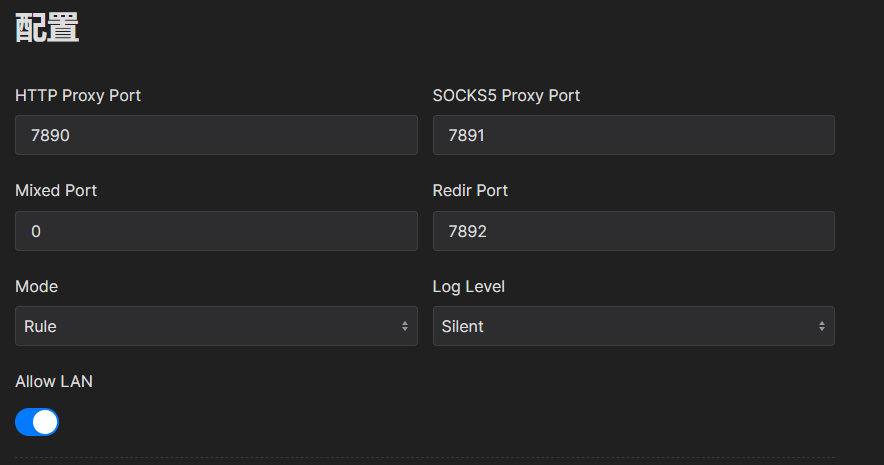 配置
HTTP Proxy Port
SOCKS5 Proxy Port
7890
7891
Mixed Port
Redir Port
0
7892
Mode
Log Level
Rule
Silent
Allow LAN